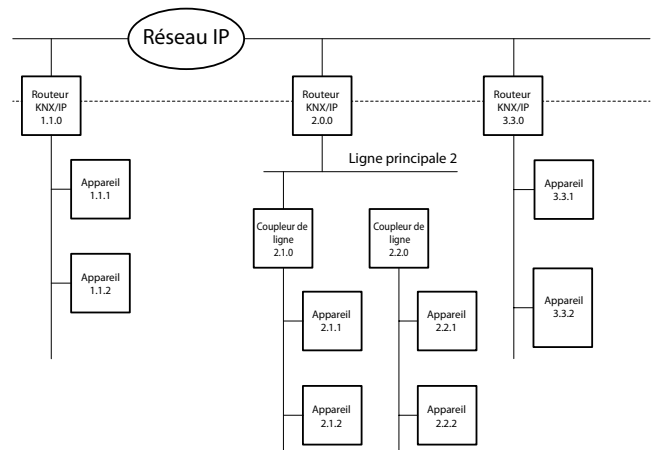 Réseau IP
Routeur
KNX/IP
1.1.0
Routeur
KNX/IP
2.0.0
Routeur
KNX/IP
3.3.0
Ligne principale 2
Appareil
1.1.1
Appareil
3.3.1
Coupleur de
ligne
2.1.0
Coupleur de
ligne
2.2.0
Appareil
1.1.2
Appareil
2.1.1
Appareil
2.2.1
Appareil
3.3.2
Appareil
2.1.2
Appareil
2.2.2